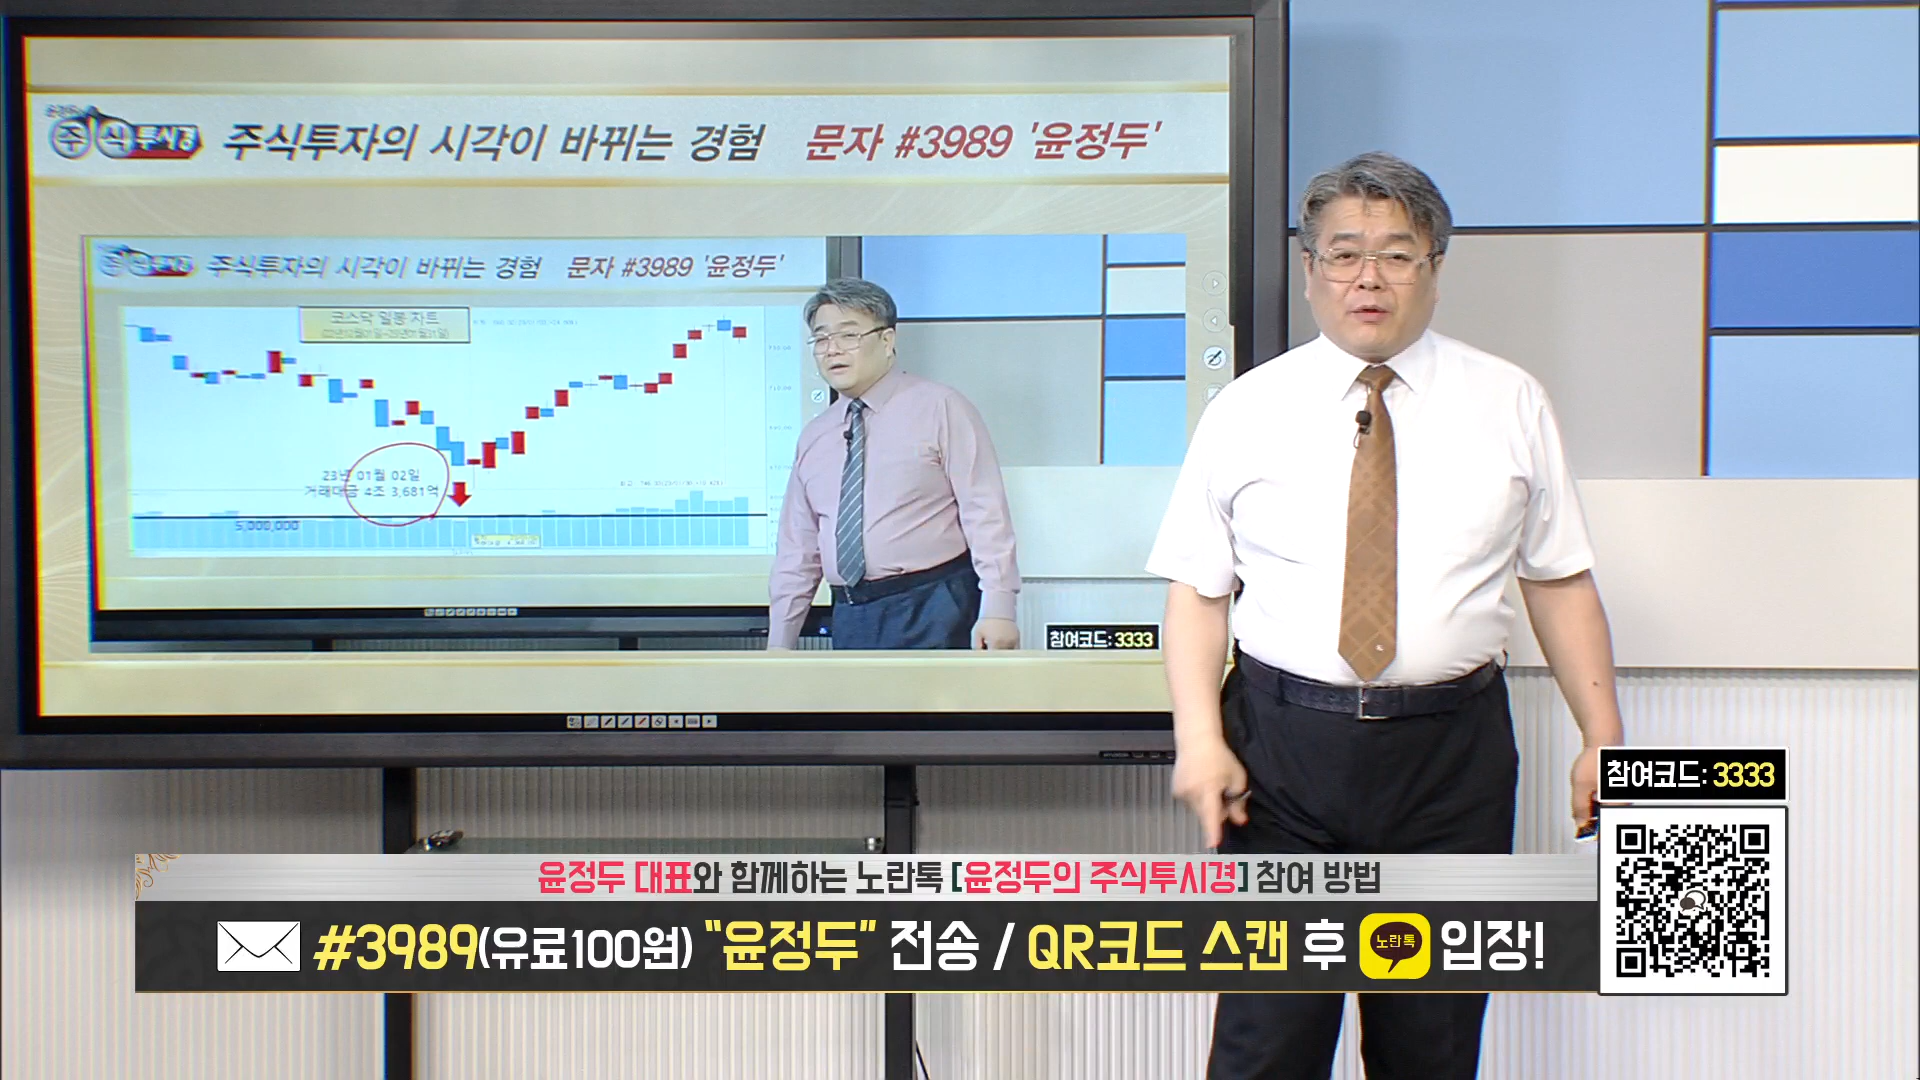 주식투시경 주식투자의 시각이 바뀌는 경험 문자 #3989 '윤정두'
주식투자의 시각이 바뀌는 경험 문자 #3989 '윤정두'
코스닥 일봉 차트
23년 01월 02일
거래대금 4조 3,681억
5,000,000
참여코드: 3333
참여코드: 3333
윤정두 대표와 함께하는 노란톡 [윤정두의 주식투시경] 참여 방법
#3989(유료100원) "윤정두" 전송 / QR코드 스캔 후 노란톡 입장!